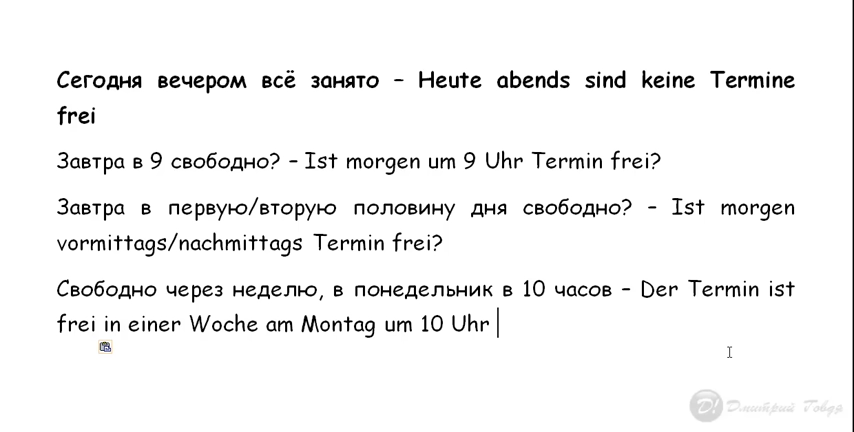 Сегодня вечером всё занято – Heute abends sind keine Termine
frei
Завтра в 9 свободно? – Ist morgen um 9 Uhr Termin frei?
Завтра в первую/вторую половину дня свободно? – Ist morgen
vormittags/nachmittags Termin frei?
Свободно через неделю, в понедельник в 10 часов – Der Termin ist
frei in einer Woche am Montag um 10 Uhr
D! Дмитрий Товдя